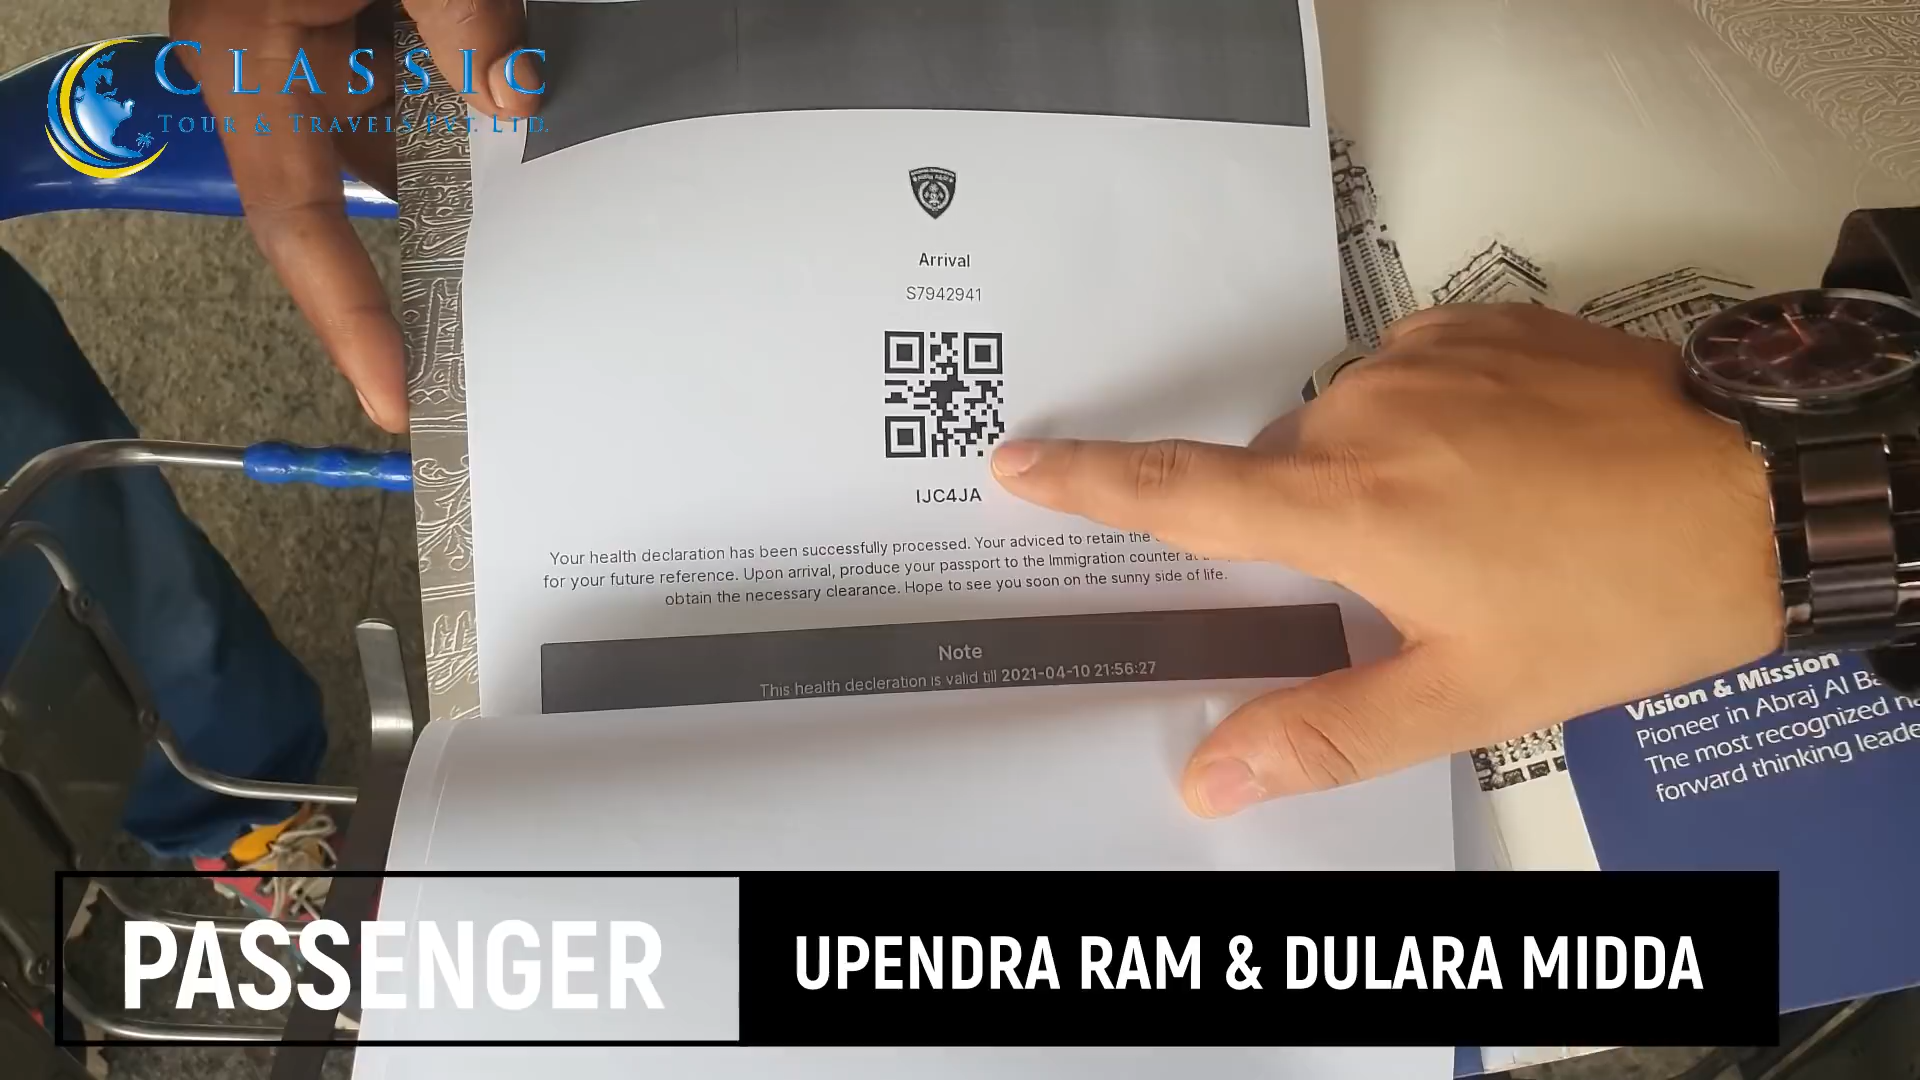 CLASSIC
TOUR & TRAVELS PVT. LTD.
Arrival
S7942941
IJC4JA
Your health declaration has been successfully processed. Your adviced to retain the
for your future reference. Upon arrival, produce your passport to the Immigration counter
obtain the necessary clearance. Hope to see you soon on the sunny side of life.
Note
This health decleration is valid till 2021-04-10 21:56:27
Vision & Mission
Pioneer in Abraj Al
The most recognized
forward thinking
PASSENGER
UPENDRA RAM & DULARA MIDDA